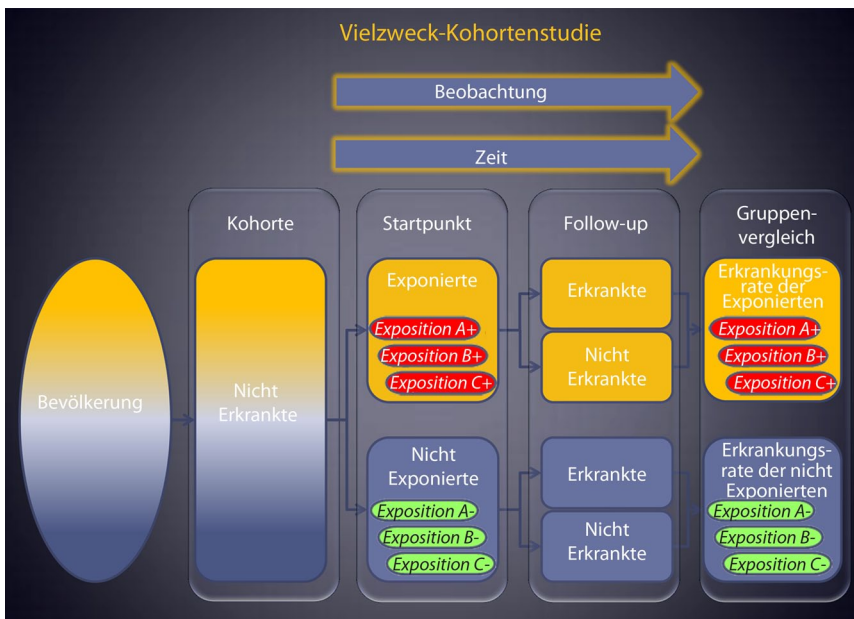 Vielzweck-Kohortenstudie
Beobachtung
Zeit
Bevölkerung
Kohorte
Nicht
Erkrankte
Startpunkt
Exponierte
Exposition A+
Exposition B+
Exposition C+
Nicht
Exponierte
Exposition A-
Exposition B-
Exposition C-
Follow-up
Erkrankte
Nicht
Erkrankte
Erkrankte
Nicht
Erkrankte
Gruppen-
vergleich
Erkrankungs-
rate der
Exponierten
Exposition A+
Exposition B+
Exposition C+
Erkrankungs-
rate der nicht
Exponierten
Exposition A-
Exposition B-
Exposition C-